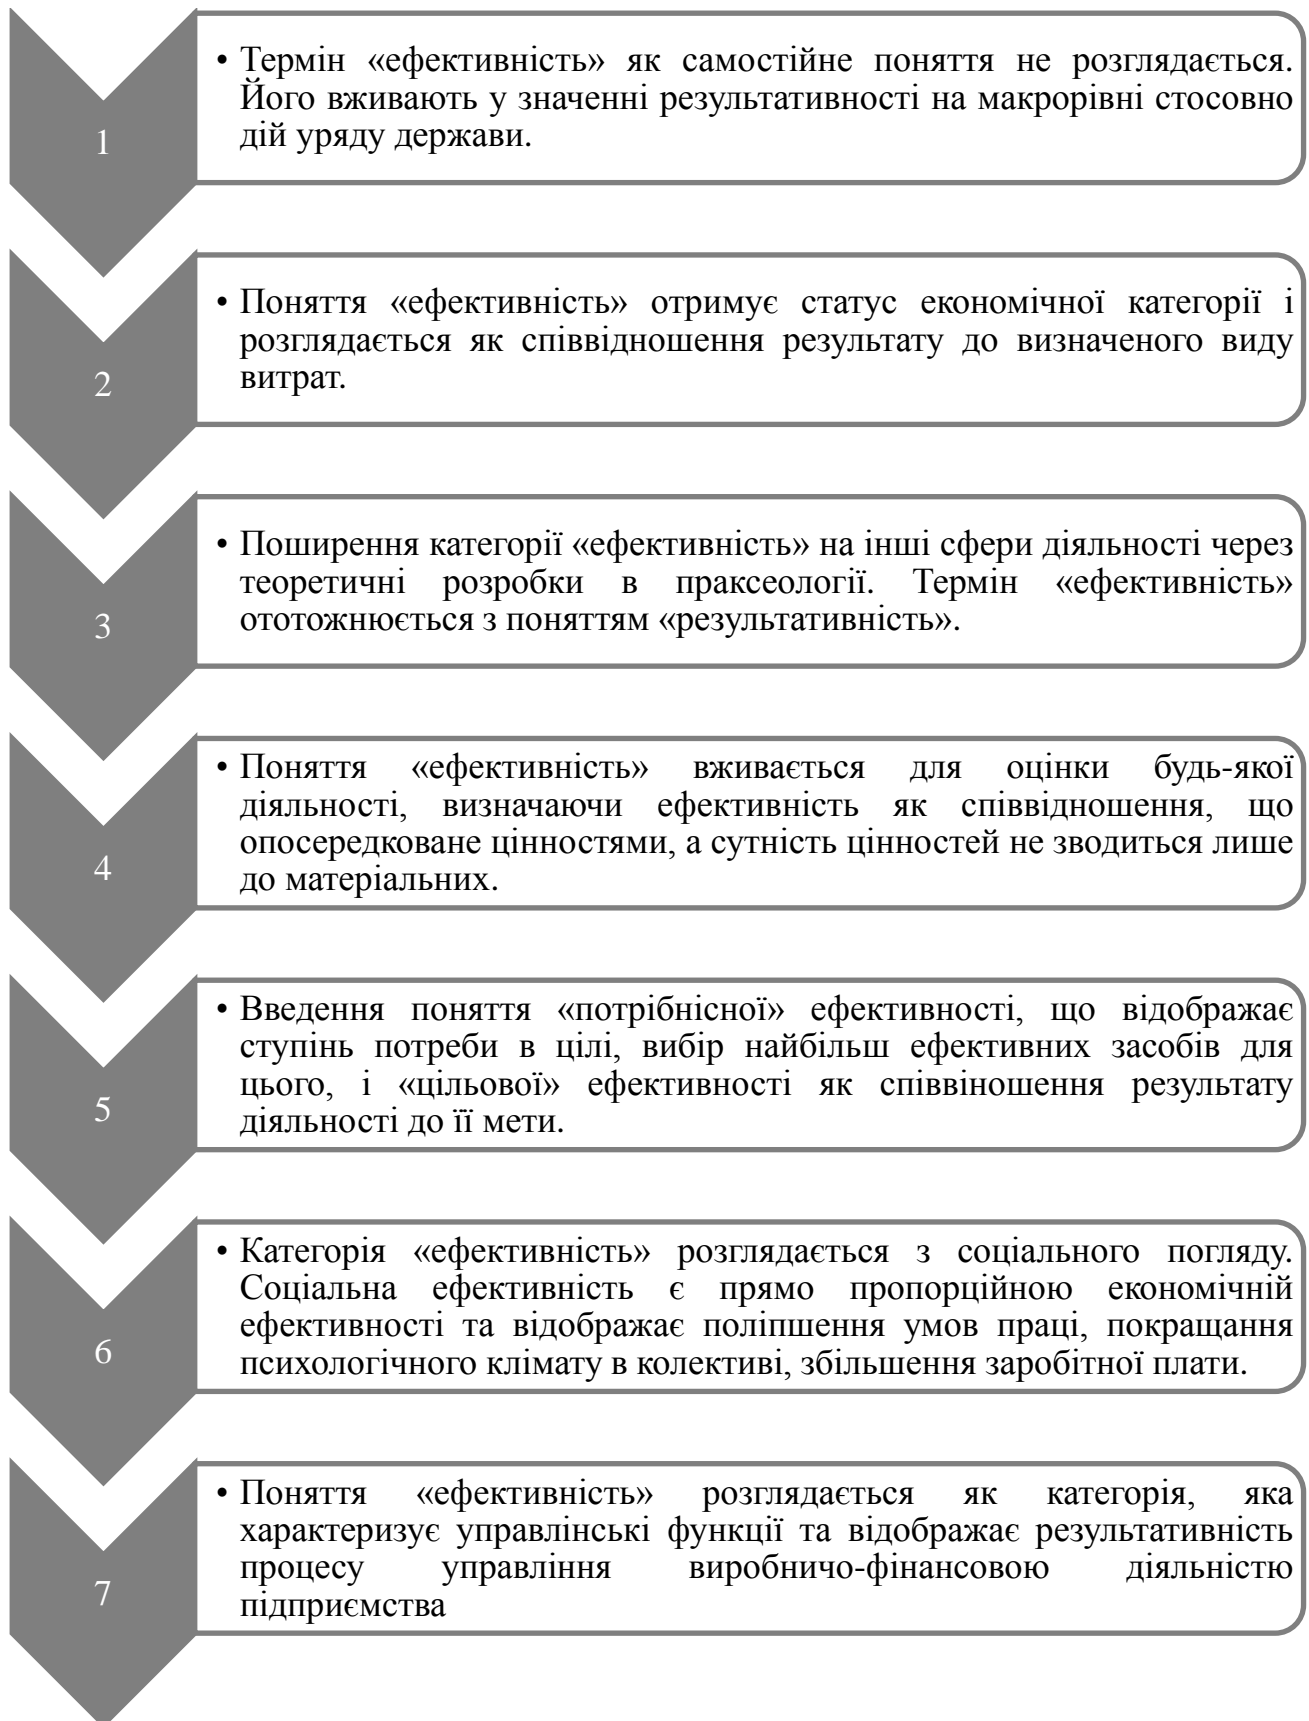 1
• Термін «ефективність» як самостійне поняття не розглядається.
Його вживають у значенні результативності на макрорівні стосовно
дій уряду держави.
2
• Поняття «ефективність» отримує статус економічної категорії і
розглядається як співвідношення результату до визначеного виду
витрат.
3
• Поширення категорії «ефективність» на інші сфери діяльності через
теоретичні розробки в праксеології. Термін «ефективність»
ототожнюється з поняттям «результативність».
4
• Поняття «ефективність» вживається для оцінки будь-якої
діяльності, визначаючи ефективність як співвідношення, що
опосередковане цінностями, а сутність цінностей не зводиться лише
до матеріальних.
5
• Введення поняття «потрібнісної» ефективності, що відображає
ступінь потреби в цілі, вибір найбільш ефективних засобів для
цього, і «цільової» ефективності як співвіношення результату
діяльності до її мети.
6
• Категорія «ефективність» розглядається з соціального погляду.
Соціальна ефективність є прямо пропорційною економічній
ефективності та відображає поліпшення умов праці, покращання
психологічного клімату в колективі, збільшення заробітної плати.
7
• Поняття «ефективність» розглядається як категорія, яка
характеризує управлінські функції та відображає результативність
процесу управління виробничо-фінансовою діяльністю
підприємства